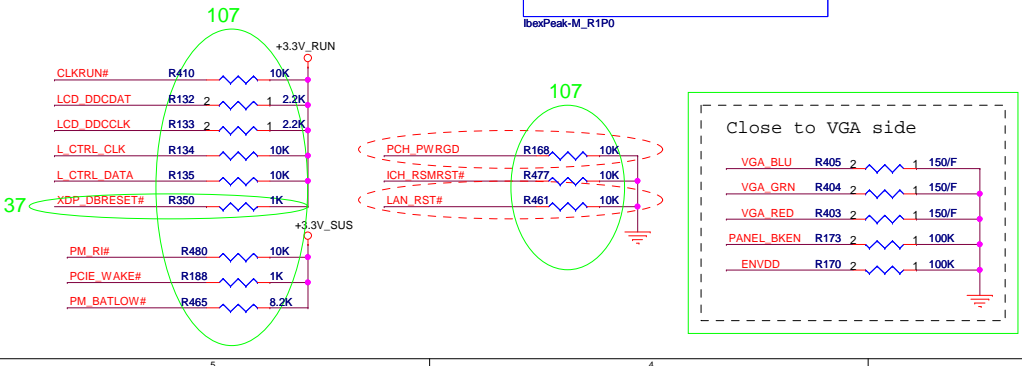 IbexPeak-M_R1P0
107
+3.3V_RUN
CLKRUN# R410 10K
LCD_DDCDAT R132 2 1 2.2K
LCD_DDCCLK R133 2 1 2.2K
L_CTRL_CLK R134 10K
L_CTRL_DATA R135 10K
37 XDP_DBRESET# R350 1K
+3.3V_SUS
PM_RI# R480 10K
PCIE_WAKE# R188 1K
PM_BATLOW# R465 8.2K
107
PCH_PWRGD R168 10K
ICH_RSMRST# R477 10K
LAN_RST# R461 10K
Close to VGA side
VGA_BLU R405 2 1 150/F
VGA_GRN R404 2 1 150/F
VGA_RED R403 2 1 150/F
PANEL_BKEN R173 2 1 100K
ENVDD R170 2 1 100K
5 4